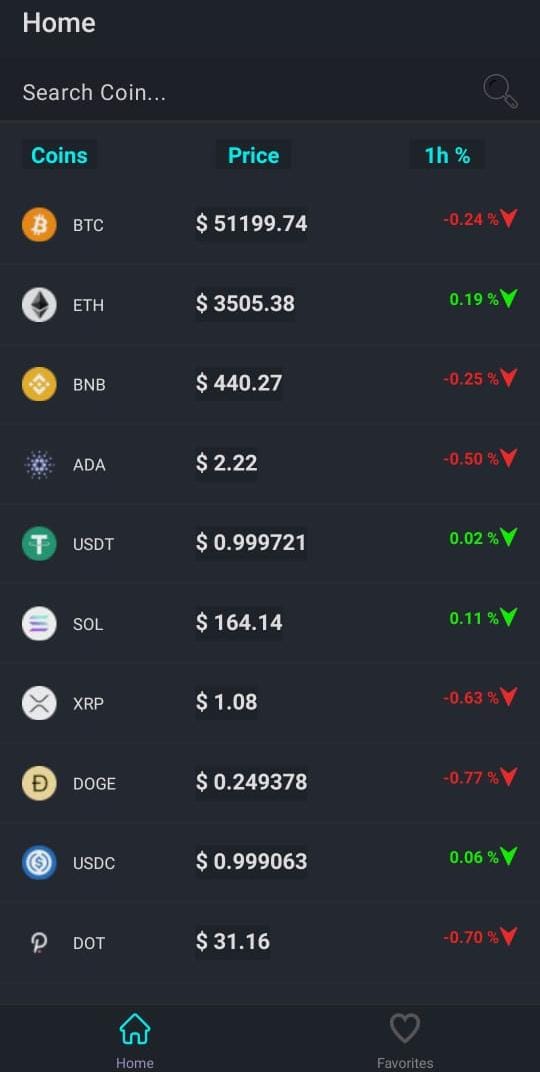 Home
Search Coin...
Coins Price 1h %
BTC $ 51199.74 -0.24 %
ETH $ 3505.38 0.19 %
BNB $ 440.27 -0.25 %
ADA $ 2.22 -0.50 %
USDT $ 0.999721 0.02 %
SOL $ 164.14 0.11 %
XRP $ 1.08 -0.63 %
DOGE $ 0.249378 -0.77 %
USDC $ 0.999063 0.06 %
DOT $ 31.16 -0.70 %
Home Favorites